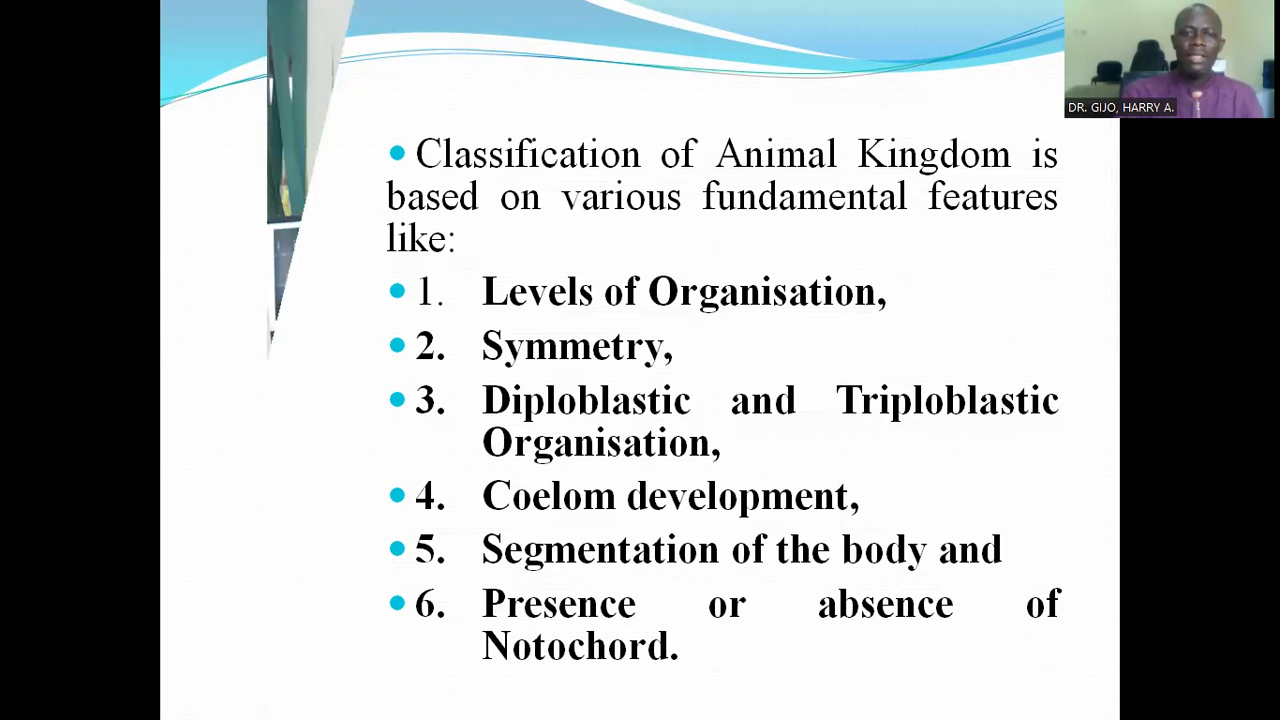 DR. GIJO, HARRY A.
• Classification of Animal Kingdom is
based on various fundamental features
like:
• 1. Levels of Organisation,
• 2. Symmetry,
• 3. Diploblastic and Triploblastic
Organisation,
• 4. Coelom development,
• 5. Segmentation of the body and
• 6. Presence or absence of
Notochord.